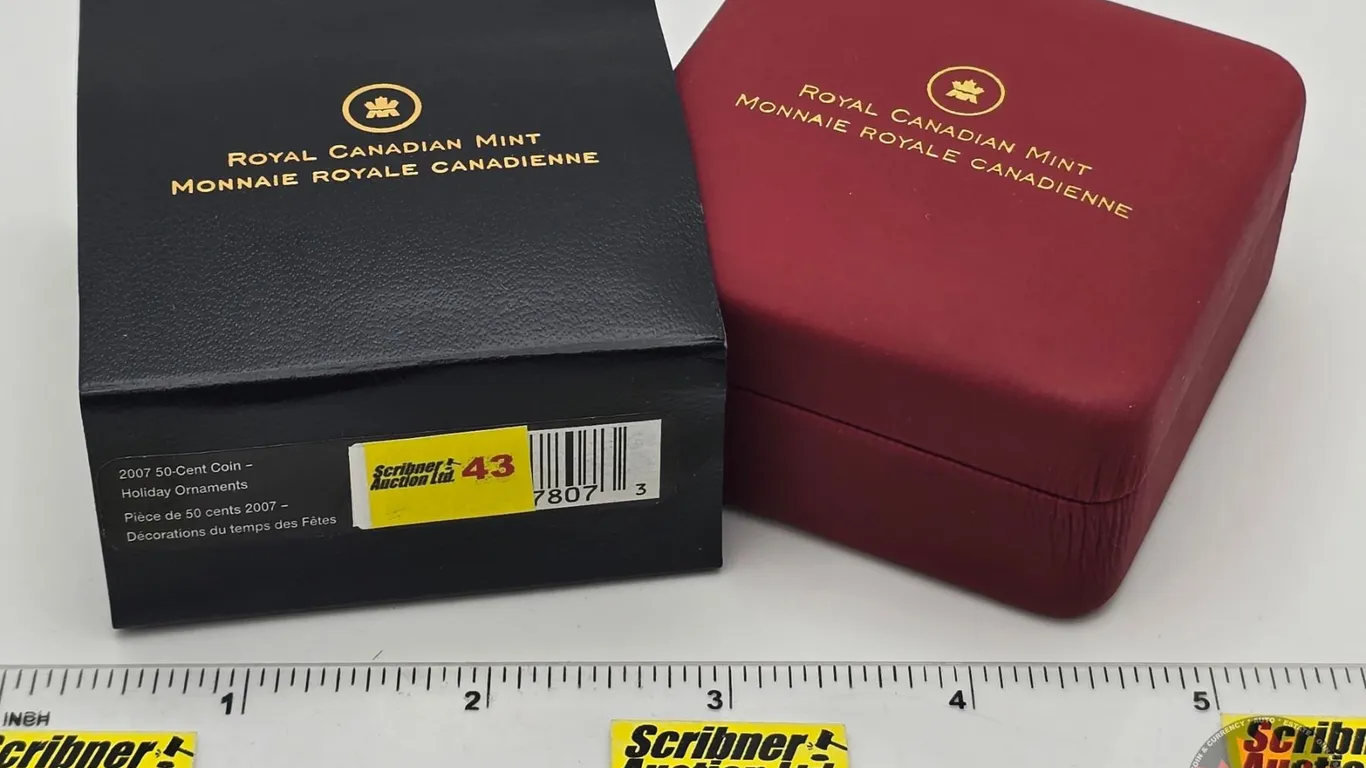 ROYAL CANADIAN MINT
MONNAIE ROYALE CANADIENNE
ROYAL CANADIAN MINT
MONNAIE ROYALE CANADIENNE
2007 50-Cent Coin –
Holiday Ornaments
Pièce de 50 cents 2007 –
Décorations du temps des Fêtes
Scribner
Auction Ltd. 43
7807 3
1 2 3 4 5
INCH
Scribner
Auction Ltd.